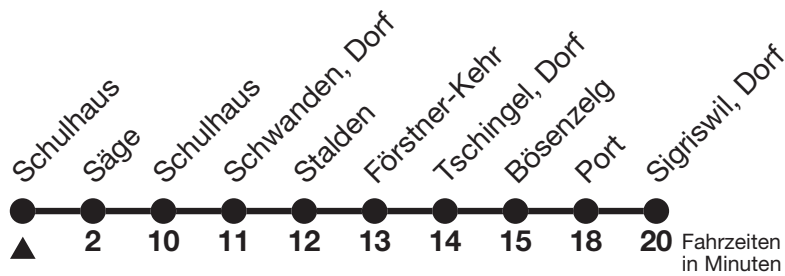 Schulhaus
Säge
Schulhaus
Schwanden, Dorf
Stalden
Förstner-Kehr
Tschingel, Dorf
Bösenzelg
Port
Sigriswil, Dorf
2 10 11 12 13 14 15 18 20 Fahrzeiten
in Minuten